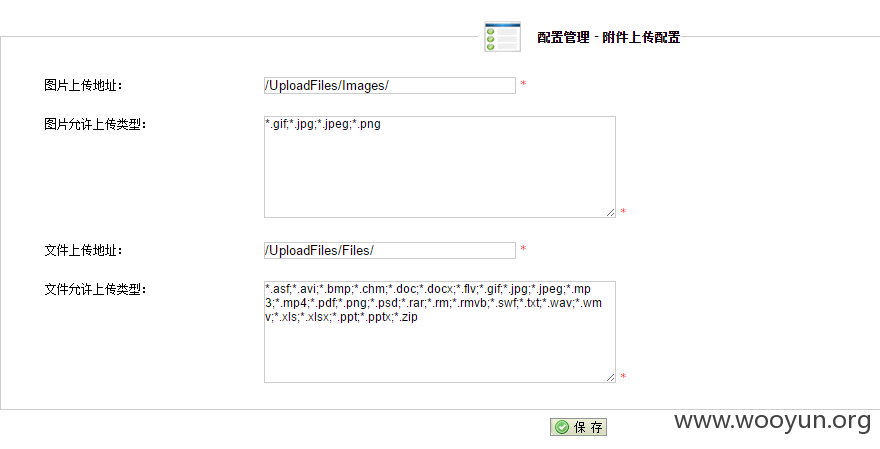 配置管理 - 附件上传配置
图片上传地址： /UploadFiles/Images/ *
图片允许上传类型： *.gif;*.jpg;*.jpeg;*.png
*
文件上传地址： /UploadFiles/Files/ *
文件允许上传类型： *.asf;*.avi;*.bmp;*.chm;*.doc;*.docx;*.flv;*.gif;*.jpg;*.jpeg;*.mp
3;*.mp4;*.pdf;*.png;*.psd;*.rar;*.rm;*.rmvb;*.swf;*.txt;*.wav;*.wm
v;*.xls;*.xlsx;*.ppt;*.pptx;*.zip
*
保 存
www.wooyun.org